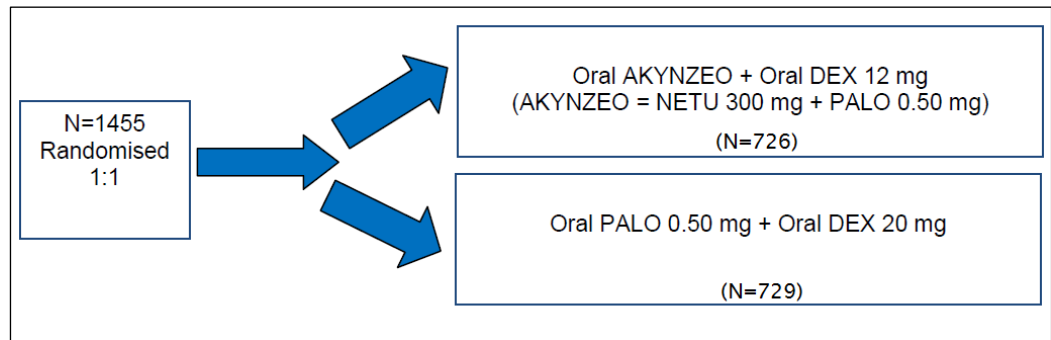 N=1455
Randomised
1:1
Oral AKYNZEO + Oral DEX 12 mg
(AKYNZEO = NETU 300 mg + PALO 0.50 mg)
(N=726)
Oral PALO 0.50 mg + Oral DEX 20 mg
(N=729)